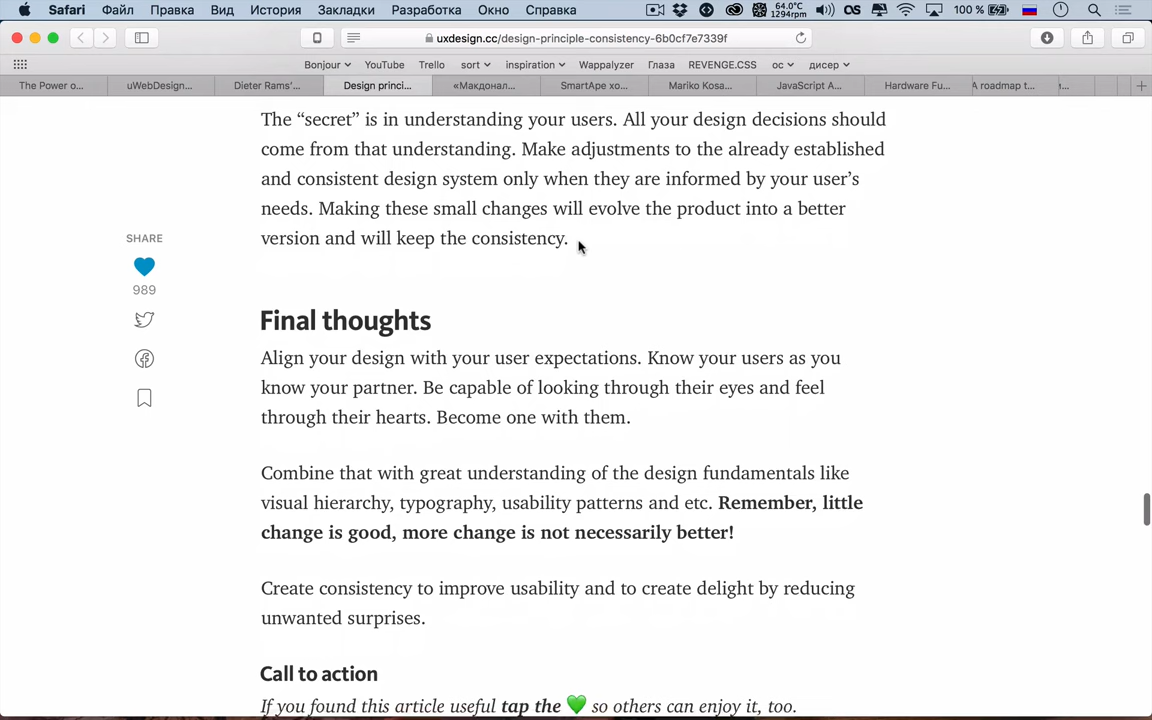 Safari Файл Правка Вид История Закладки Разработка Окно Справка 64.0°C 1294rpm 100 %
uxdesign.cc/design-principle-consistency-6b0cf7e7339f
Bonjour YouTube Trello sort inspiration Wappalyzer Глаза REVENGE.CSS ос дисер
The Power o... uWebDesign... Dieter Rams'... Design princi... «Макдонал... SmartApe хо... Mariko Kosa... JavaScript A... Hardware Fu... A roadmap t...
The “secret” is in understanding your users. All your design decisions should
come from that understanding. Make adjustments to the already established
and consistent design system only when they are informed by your user’s
needs. Making these small changes will evolve the product into a better
version and will keep the consistency.
SHARE
989
Final thoughts
Align your design with your user expectations. Know your users as you
know your partner. Be capable of looking through their eyes and feel
through their hearts. Become one with them.
Combine that with great understanding of the design fundamentals like
visual hierarchy, typography, usability patterns and etc. Remember, little
change is good, more change is not necessarily better!
Create consistency to improve usability and to create delight by reducing
unwanted surprises.
Call to action
If you found this article useful tap the 💚 so others can enjoy it, too.